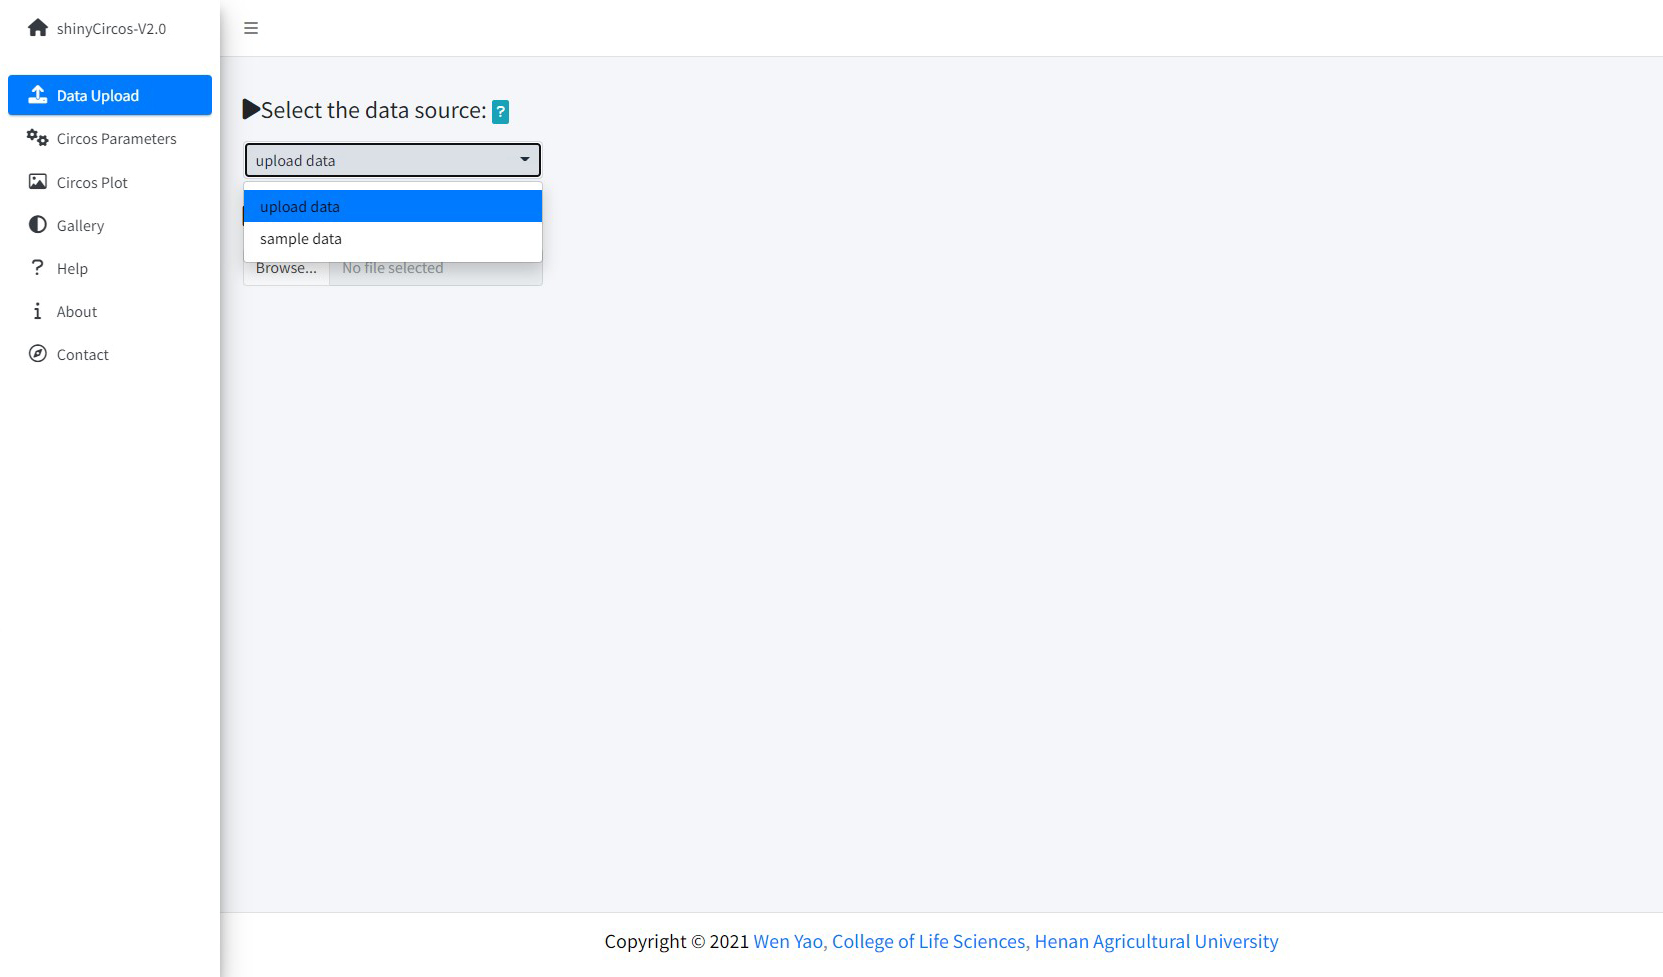 shinyCircos-V2.0
Data Upload
Circos Parameters
Circos Plot
Gallery
Help
About
Contact
Select the data source: ?
upload data
upload data
sample data
Browse... No file selected
Copyright © 2021 Wen Yao, College of Life Sciences, Henan Agricultural University